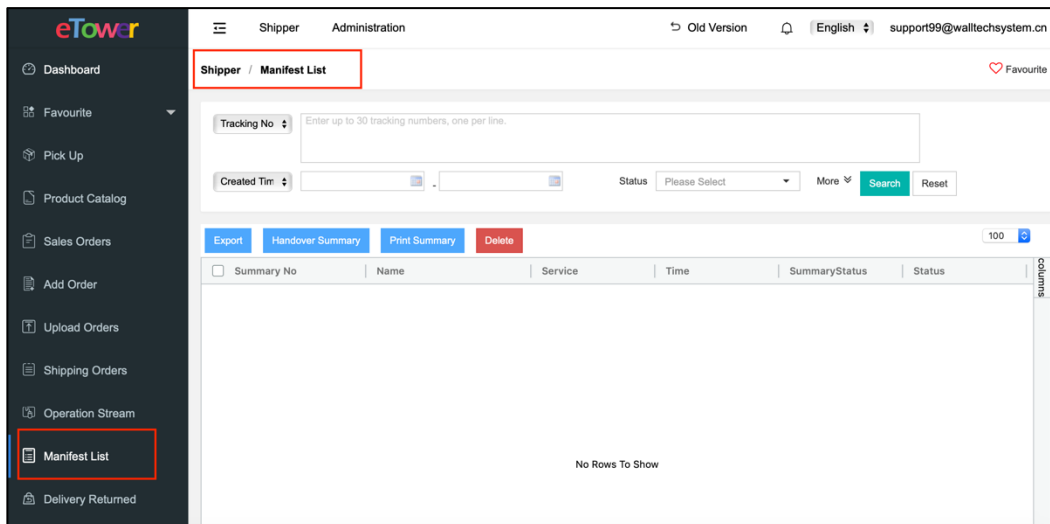 eTower
Shipper Administration Old Version English support99@walltechsystem.cn
Dashboard
Shipper / Manifest List
Favourite
Favourite
Tracking No
Enter up to 30 tracking numbers, one per line.
Pick Up
Created Tim - Status Please Select More Search Reset
Product Catalog
Sales Orders
Export Handover Summary Print Summary Delete 100
Summary No Name Service Time SummaryStatus Status
columns
Add Order
Upload Orders
Shipping Orders
Operation Stream
Manifest List
No Rows To Show
Delivery Returned